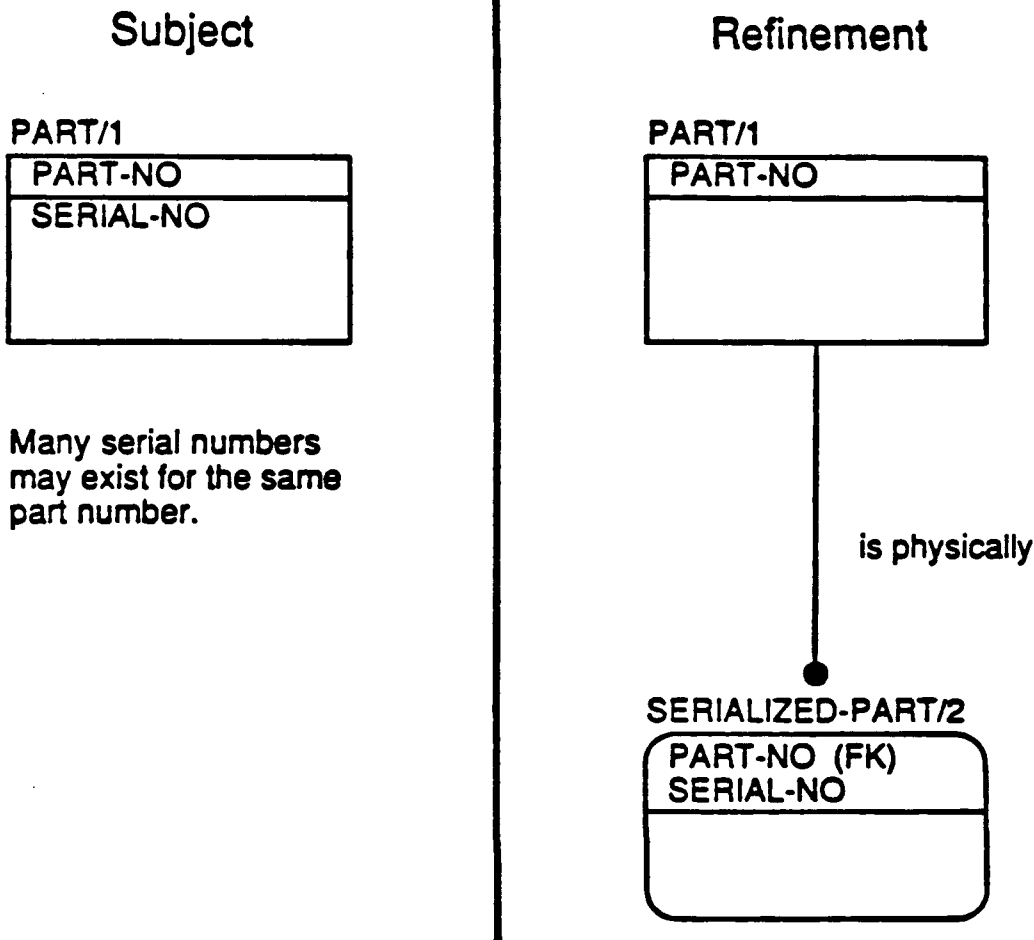 Subject
PART/1
PART-NO
SERIAL-NO
Many serial numbers
may exist for the same
part number.
Refinement
PART/1
PART-NO
is physically
SERIALIZED-PART/2
PART-NO (FK)
SERIAL-NO